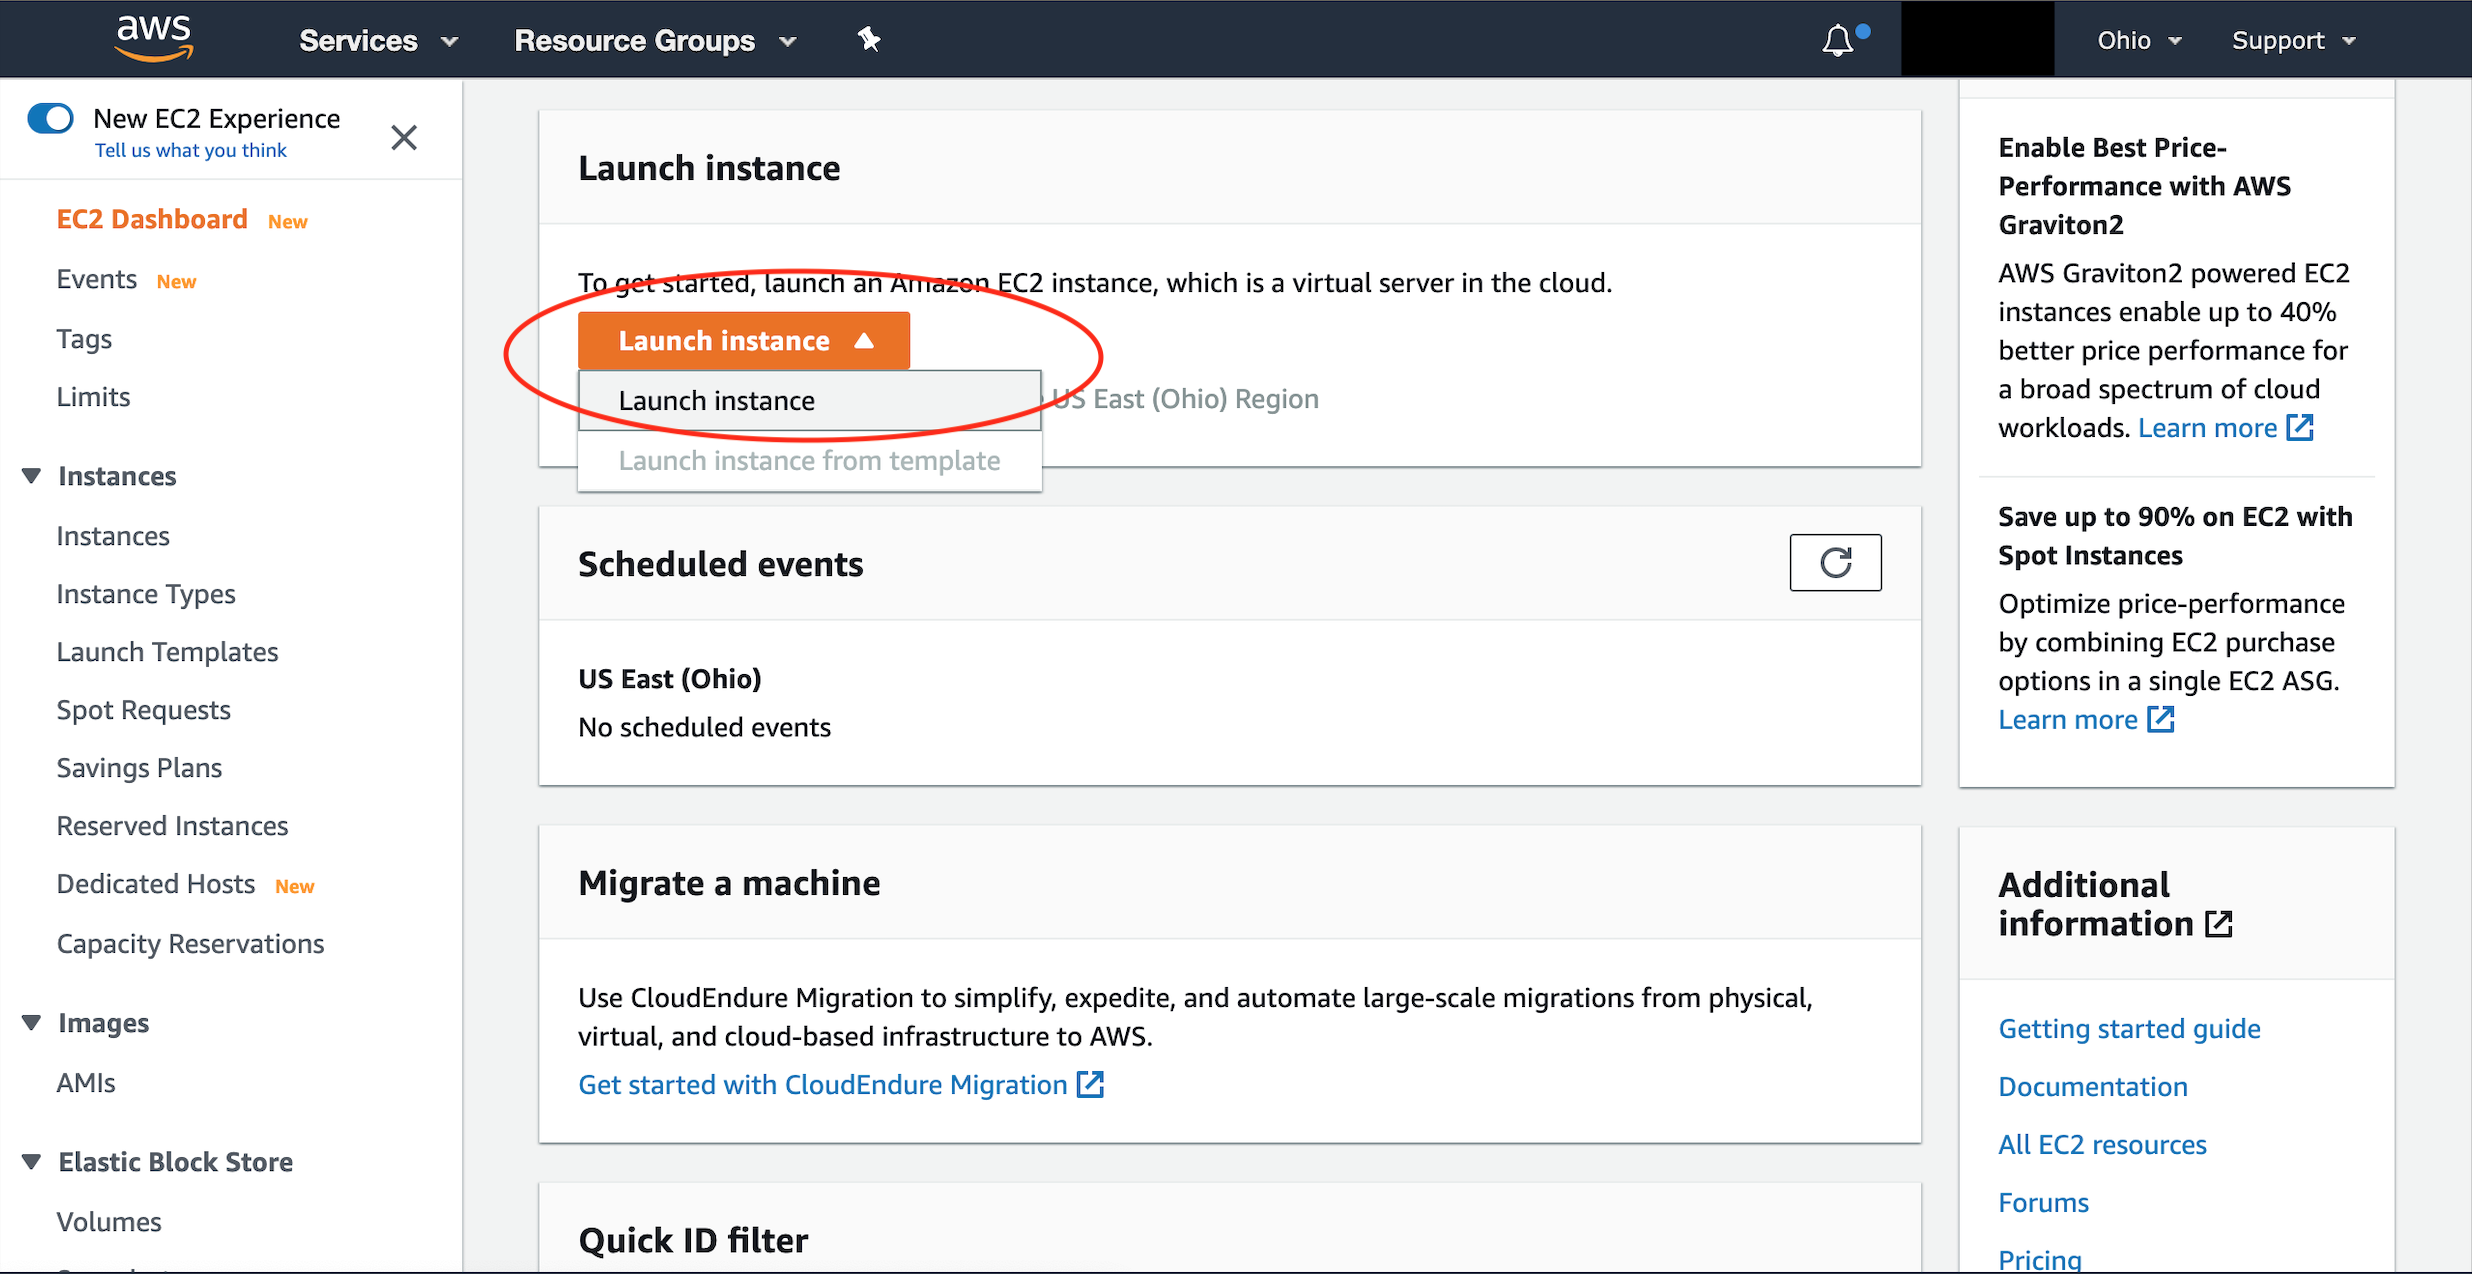 aws
Services
Resource Groups
Ohio
Support
New EC2 Experience
Tell us what you think
EC2 Dashboard New
Events New
Tags
Limits
Instances
Instances
Instance Types
Launch Templates
Spot Requests
Savings Plans
Reserved Instances
Dedicated Hosts New
Capacity Reservations
Images
AMIs
Elastic Block Store
Volumes
Launch instance
To get started, launch an Amazon EC2 instance, which is a virtual server in the cloud.
Launch instance
Launch instance
US East (Ohio) Region
Launch instance from template
Scheduled events
US East (Ohio)
No scheduled events
Migrate a machine
Use CloudEndure Migration to simplify, expedite, and automate large-scale migrations from physical,
virtual, and cloud-based infrastructure to AWS.
Get started with CloudEndure Migration
Quick ID filter
Enable Best Price-
Performance with AWS
Graviton2
AWS Graviton2 powered EC2
instances enable up to 40%
better price performance for
a broad spectrum of cloud
workloads. Learn more
Save up to 90% on EC2 with
Spot Instances
Optimize price-performance
by combining EC2 purchase
options in a single EC2 ASG.
Learn more
Additional
information
Getting started guide
Documentation
All EC2 resources
Forums
Pricing